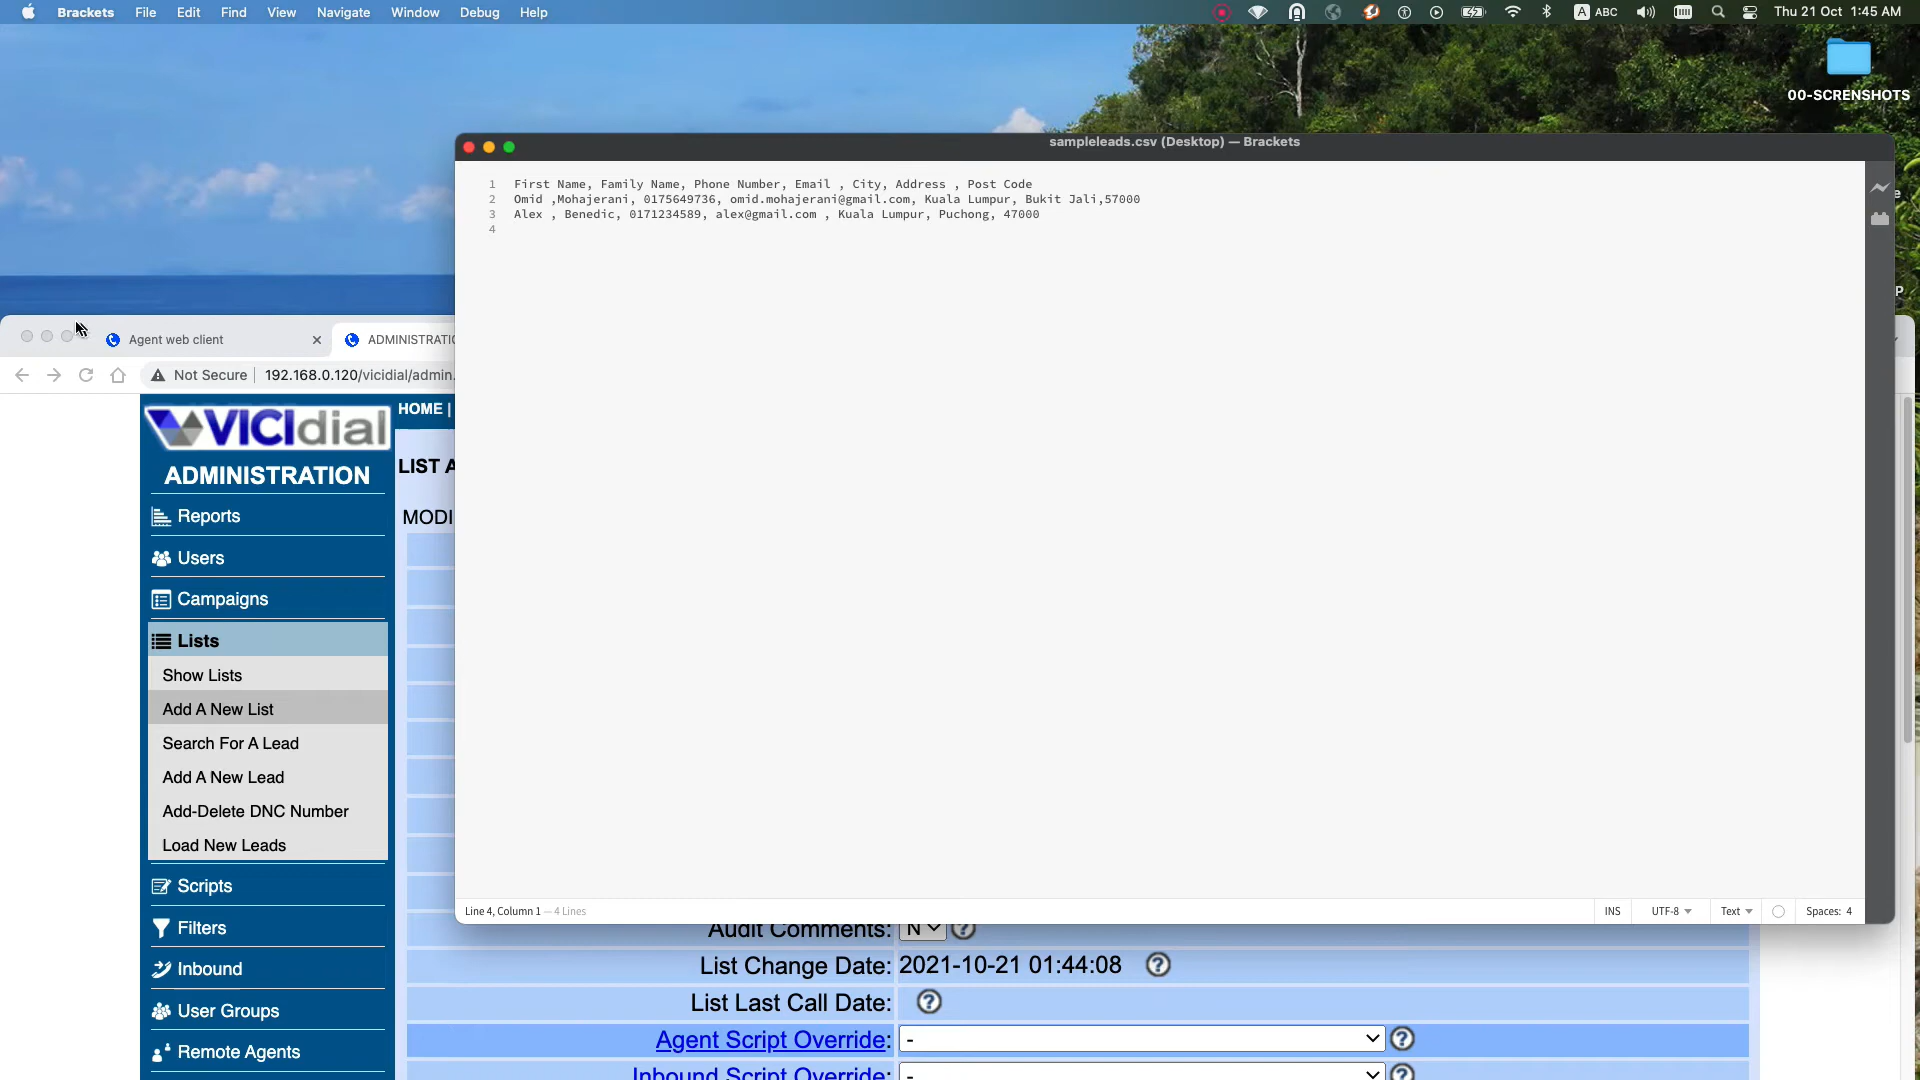 Brackets File Edit Find View Navigate Window Debug Help
A ABC
Thu 21 Oct 1:45 AM
00-SCRENSHOTS
sampleleads.csv (Desktop) — Brackets
1 First Name, Family Name, Phone Number, Email , City, Address , Post Code
2 Omid ,Mohajerani, 0175649736, omid.mohajerani@gmail.com, Kuala Lumpur, Bukit Jali,57000
3 Alex , Benedic, 0171234589, alex@gmail.com , Kuala Lumpur, Puchong, 47000
4
Line 4, Column 1 — 4 Lines
INS
UTF-8
Text
Spaces: 4
Agent web client
ADMINISTRATIO
Not Secure
192.168.0.120/vicidial/admin.
VICIdial
ADMINISTRATION
Reports
Users
Campaigns
Lists
Show Lists
Add A New List
Search For A Lead
Add A New Lead
Add-Delete DNC Number
Load New Leads
Scripts
Filters
Inbound
User Groups
Remote Agents
HOME |
LIST A
MODI
Audit Comments: N
List Change Date: 2021-10-21 01:44:08
List Last Call Date:
Agent Script Override: -
Inbound Script Override: -